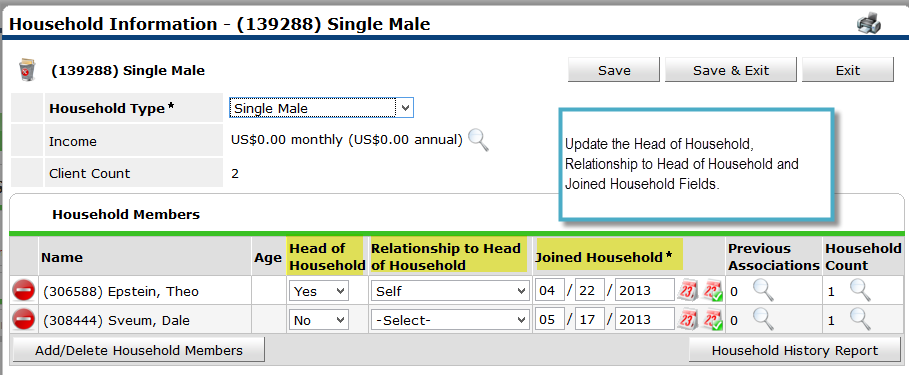 Household Information - (139288) Single Male
(139288) Single Male
Save
Save & Exit
Exit
Household Type*
Single Male
Income
US$0.00 monthly (US$0.00 annual)
Client Count
2
Update the Head of Household,
Relationship to Head of Household and
Joined Household Fields.
Household Members
Name
Age
Head of
Household
Relationship to Head
of Household
Joined Household*
Previous
Associations
Household
Count
(306588) Epstein, Theo
Yes
Self
04 / 22 / 2013
23
23
0
1
(308444) Sveum, Dale
No
-Select-
05 / 17 / 2013
23
23
0
1
Add/Delete Household Members
Household History Report